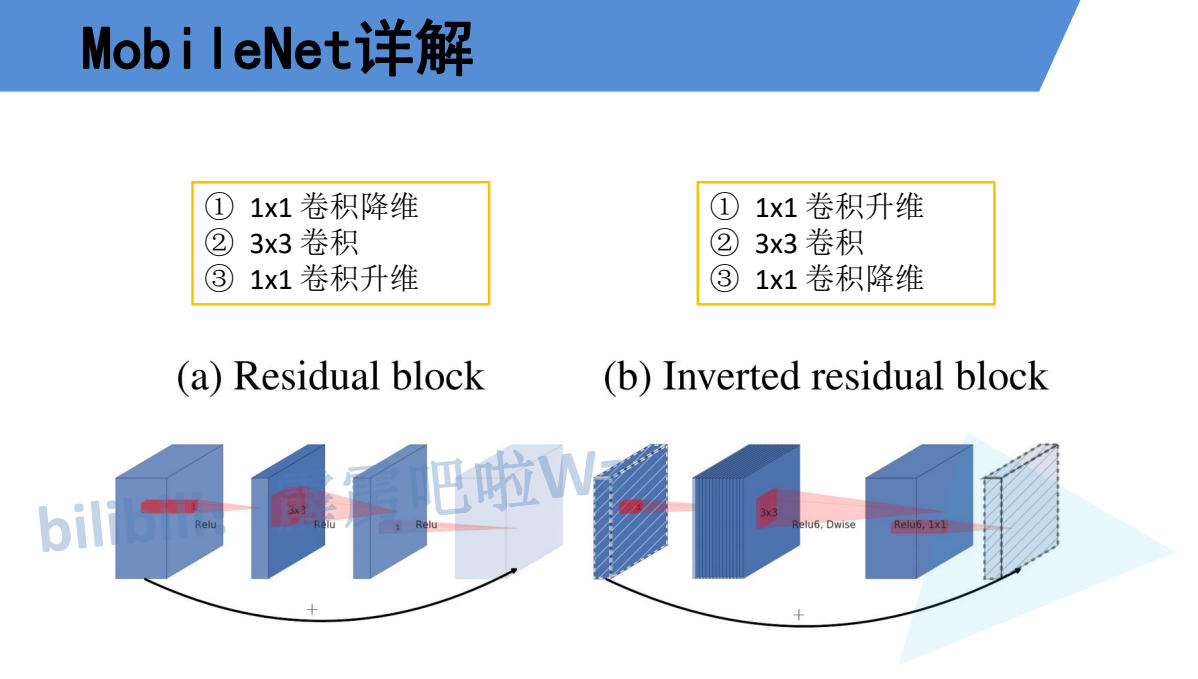 MobileNet详解
① 1x1 卷积降维
② 3x3 卷积
③ 1x1 卷积升维
① 1x1 卷积升维
② 3x3 卷积
③ 1x1 卷积降维
(a) Residual block
(b) Inverted residual block
3x3
Relu
Relu
1
Relu
1
3x3
Relu6, Dwise
Relu6, 1x1
+
+
bilibili: 霹雳吧啦W